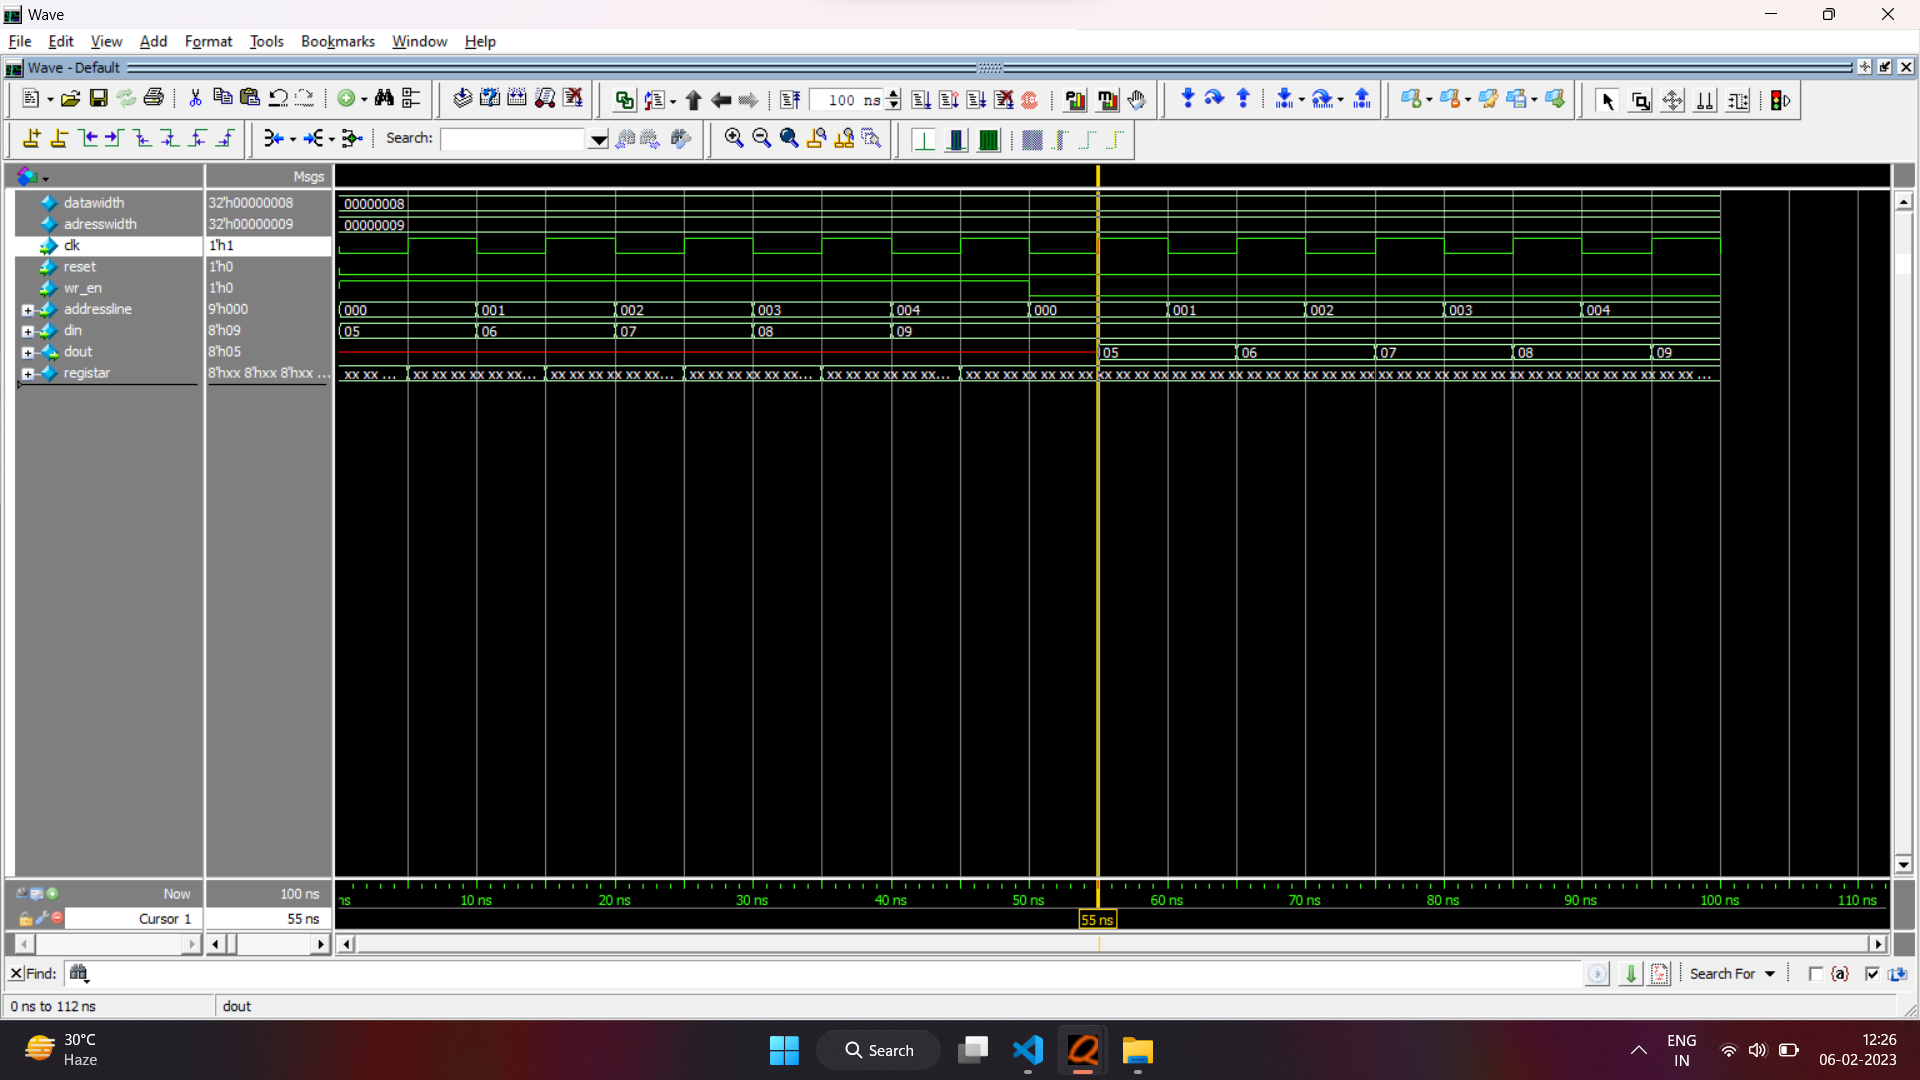 Wave
File Edit View Add Format Tools Bookmarks Window Help
Wave - Default
100 ns
Search:
Msgs
datawidth 32'h00000008 00000008
adresswidth 32'h00000009 00000009
clk 1'h1
reset 1'h0
wr_en 1'h0
addressline 9'h000 000 001 002 003 004 000 001 002 003 004
din 8'h09 05 06 07 08 09
dout 8'h05 05 06 07 08 09
registar 8'hxx 8'hxx 8'hxx ... xx xx ... xx xx xx xx xx xx... xx xx xx xx xx xx... xx xx xx xx xx xx... xx xx xx xx xx xx... xx xx xx xx xx xx xx xx xx xx xx xx xx xx xx xx xx xx xx xx xx xx xx xx xx xx xx xx xx xx xx xx xx xx xx xx xx xx xx ...
Now 100 ns ns 10 ns 20 ns 30 ns 40 ns 50 ns 60 ns 70 ns 80 ns 90 ns 100 ns 110 ns
Cursor 1 55 ns 55 ns
Find: Search For {a}
0 ns to 112 ns dout
30°C
Haze
Search
ENG
IN
12:26
06-02-2023